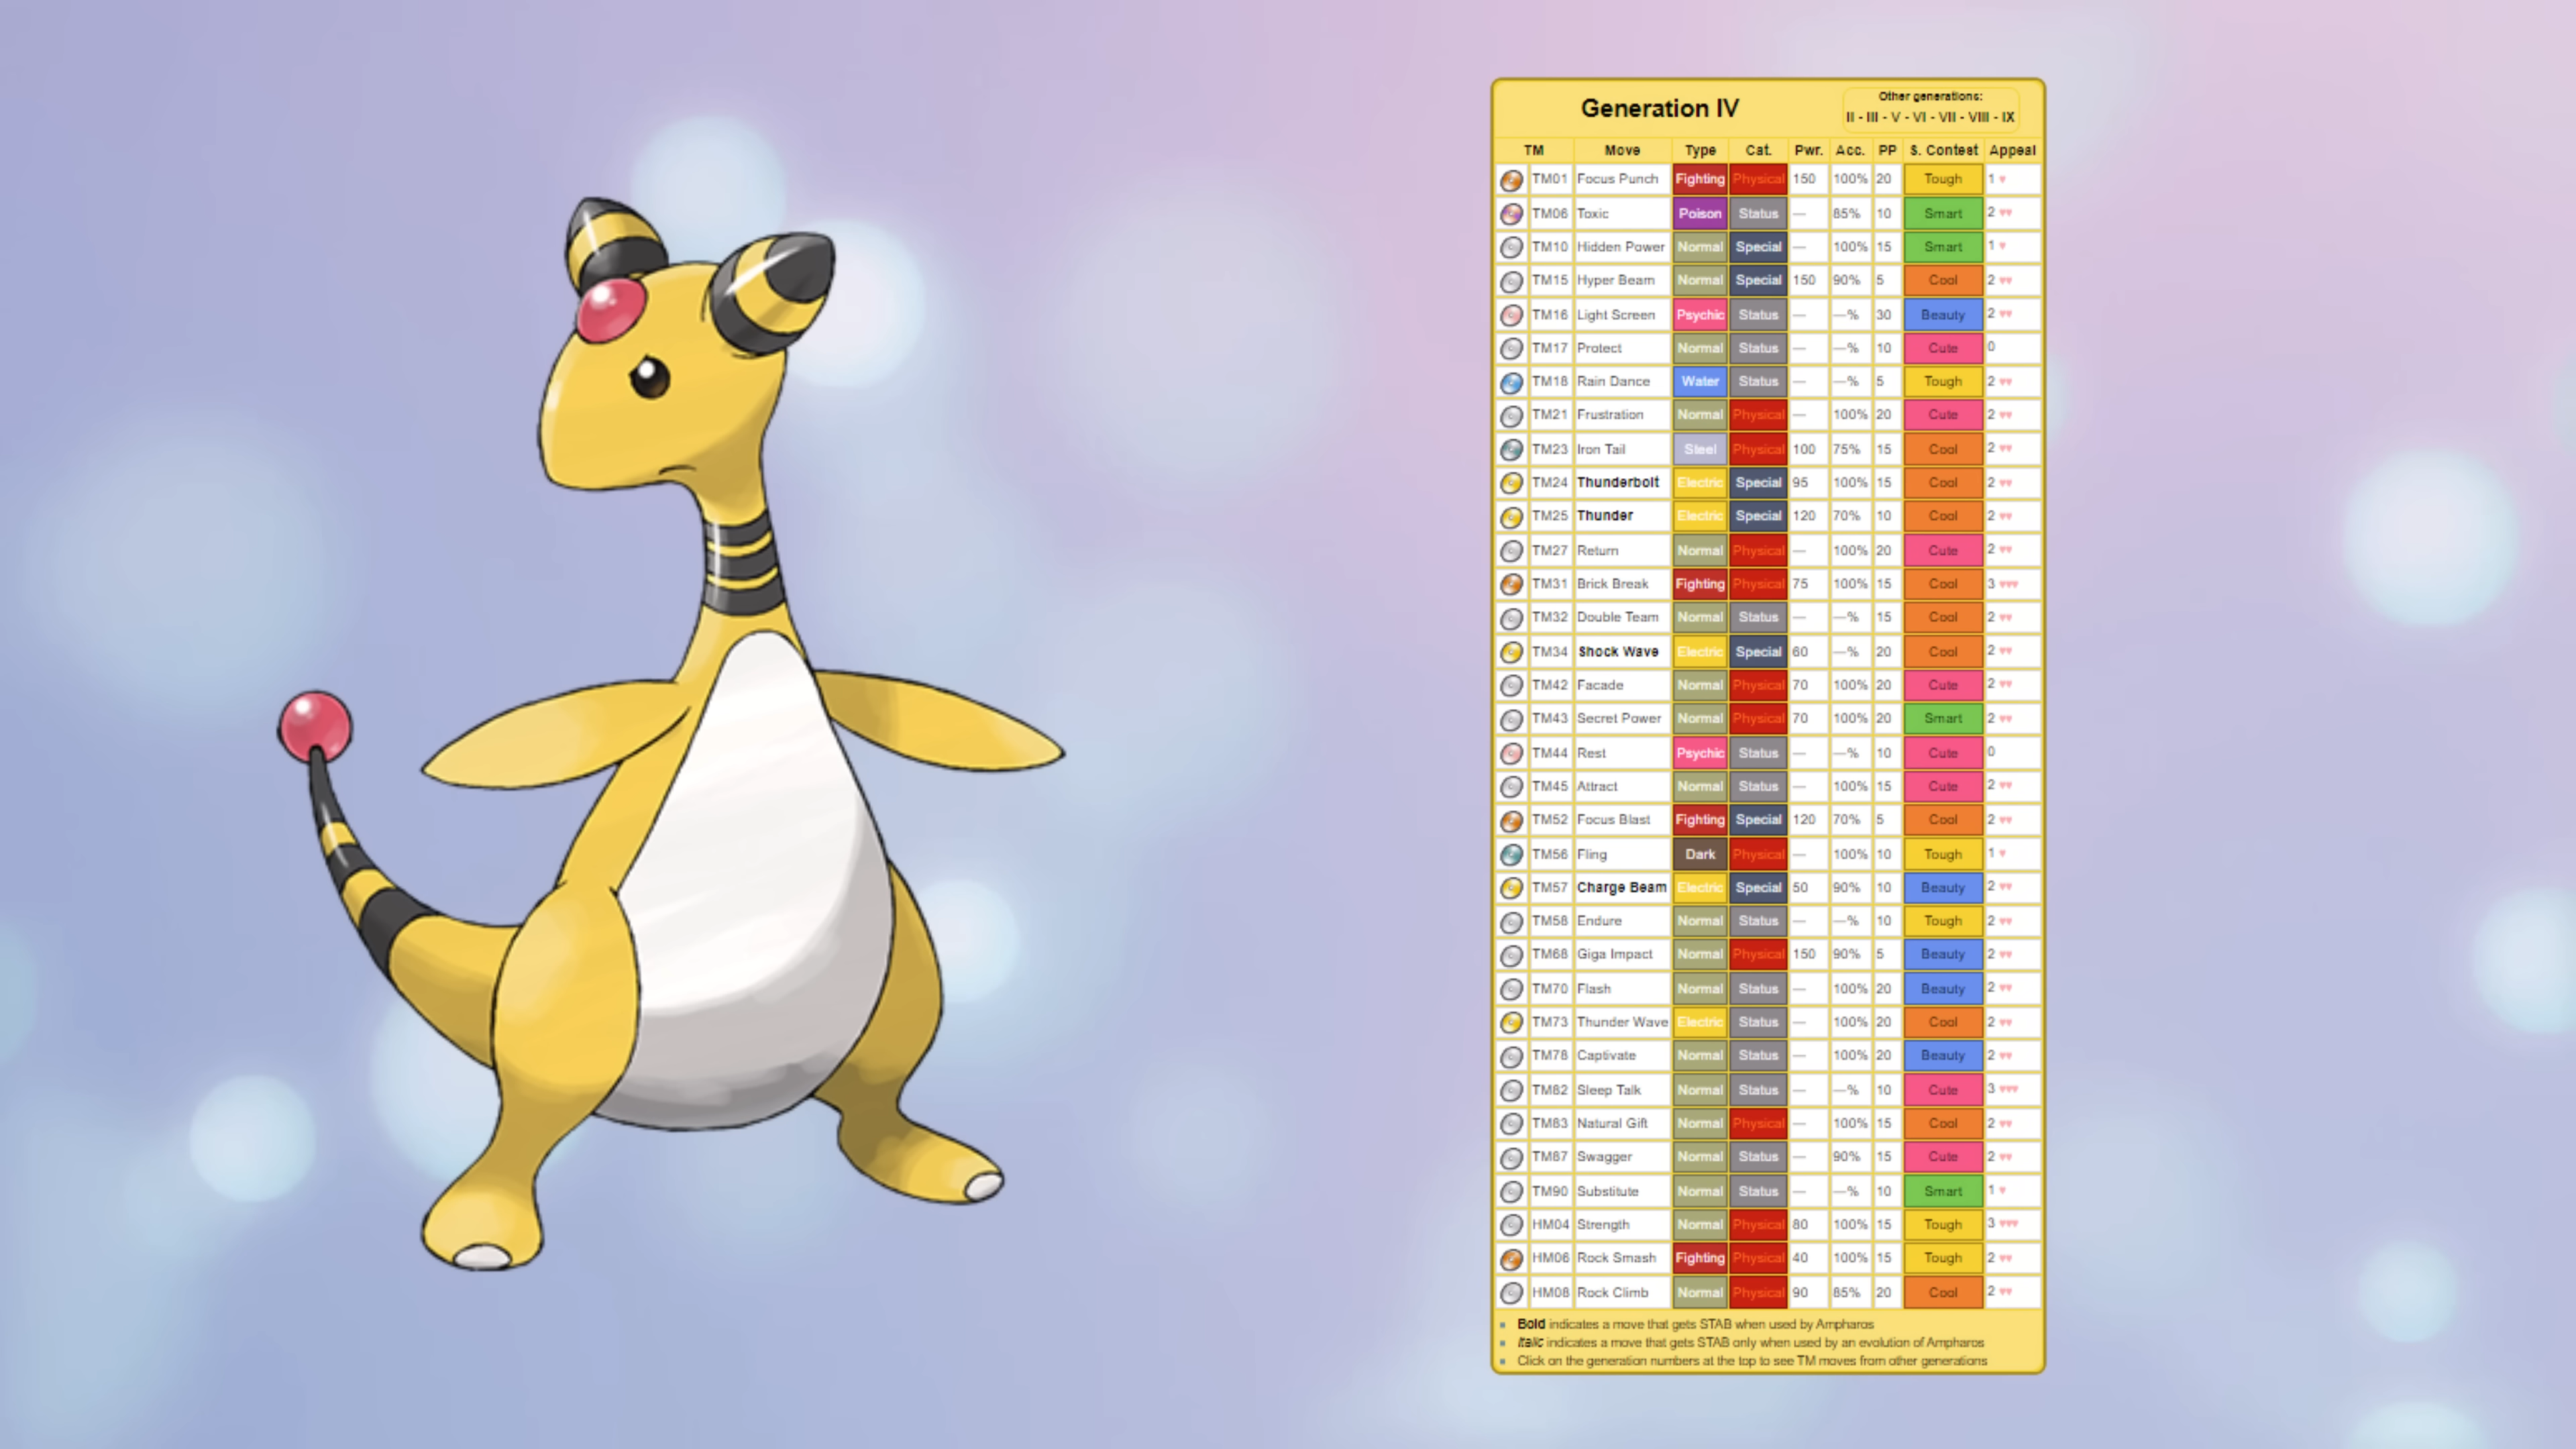 Generation IV
Other generations:
II - III - V - VI - VII - VIII - IX
TM Move Type Cat. Pwr. Acc. PP S. Contest Appeal
TM01 Focus Punch Fighting Physical 150 100% 20 Tough 1 ♥
TM06 Toxic Poison Status — 85% 10 Smart 2 ♥♥
TM10 Hidden Power Normal Special — 100% 15 Smart 1 ♥
TM15 Hyper Beam Normal Special 150 90% 5 Cool 2 ♥♥
TM16 Light Screen Psychic Status — —% 30 Beauty 2 ♥♥
TM17 Protect Normal Status — —% 10 Cute 0
TM18 Rain Dance Water Status — —% 5 Tough 2 ♥♥
TM21 Frustration Normal Physical — 100% 20 Cute 2 ♥♥
TM23 Iron Tail Steel Physical 100 75% 15 Cool 2 ♥♥
TM24 Thunderbolt Electric Special 95 100% 15 Cool 2 ♥♥
TM25 Thunder Electric Special 120 70% 10 Cool 2 ♥♥
TM27 Return Normal Physical — 100% 20 Cute 2 ♥♥
TM31 Brick Break Fighting Physical 75 100% 15 Cool 3 ♥♥♥
TM32 Double Team Normal Status — —% 15 Cool 2 ♥♥
TM34 Shock Wave Electric Special 60 —% 20 Cool 2 ♥♥
TM42 Facade Normal Physical 70 100% 20 Cute 2 ♥♥
TM43 Secret Power Normal Physical 70 100% 20 Smart 2 ♥♥
TM44 Rest Psychic Status — —% 10 Cute 0
TM45 Attract Normal Status — 100% 15 Cute 2 ♥♥
TM52 Focus Blast Fighting Special 120 70% 5 Cool 2 ♥♥
TM56 Fling Dark Physical — 100% 10 Tough 1 ♥
TM57 Charge Beam Electric Special 50 90% 10 Beauty 2 ♥♥
TM58 Endure Normal Status — —% 10 Tough 2 ♥♥
TM68 Giga Impact Normal Physical 150 90% 5 Beauty 2 ♥♥
TM70 Flash Normal Status — 100% 20 Beauty 2 ♥♥
TM73 Thunder Wave Electric Status — 100% 20 Cool 2 ♥♥
TM78 Captivate Normal Status — 100% 20 Beauty 2 ♥♥
TM82 Sleep Talk Normal Status — —% 10 Cute 3 ♥♥♥
TM83 Natural Gift Normal Physical — 100% 15 Cool 2 ♥♥
TM87 Swagger Normal Status — 90% 15 Cute 2 ♥♥
TM90 Substitute Normal Status — —% 10 Smart 1 ♥
HM04 Strength Normal Physical 80 100% 15 Tough 3 ♥♥♥
HM06 Rock Smash Fighting Physical 40 100% 15 Tough 2 ♥♥
HM08 Rock Climb Normal Physical 90 85% 20 Cool 2 ♥♥
Bold indicates a move that gets STAB when used by Ampharos
Italic indicates a move that gets STAB only when used by an evolution of Ampharos
Click on the generation numbers at the top to see TM moves from other generations